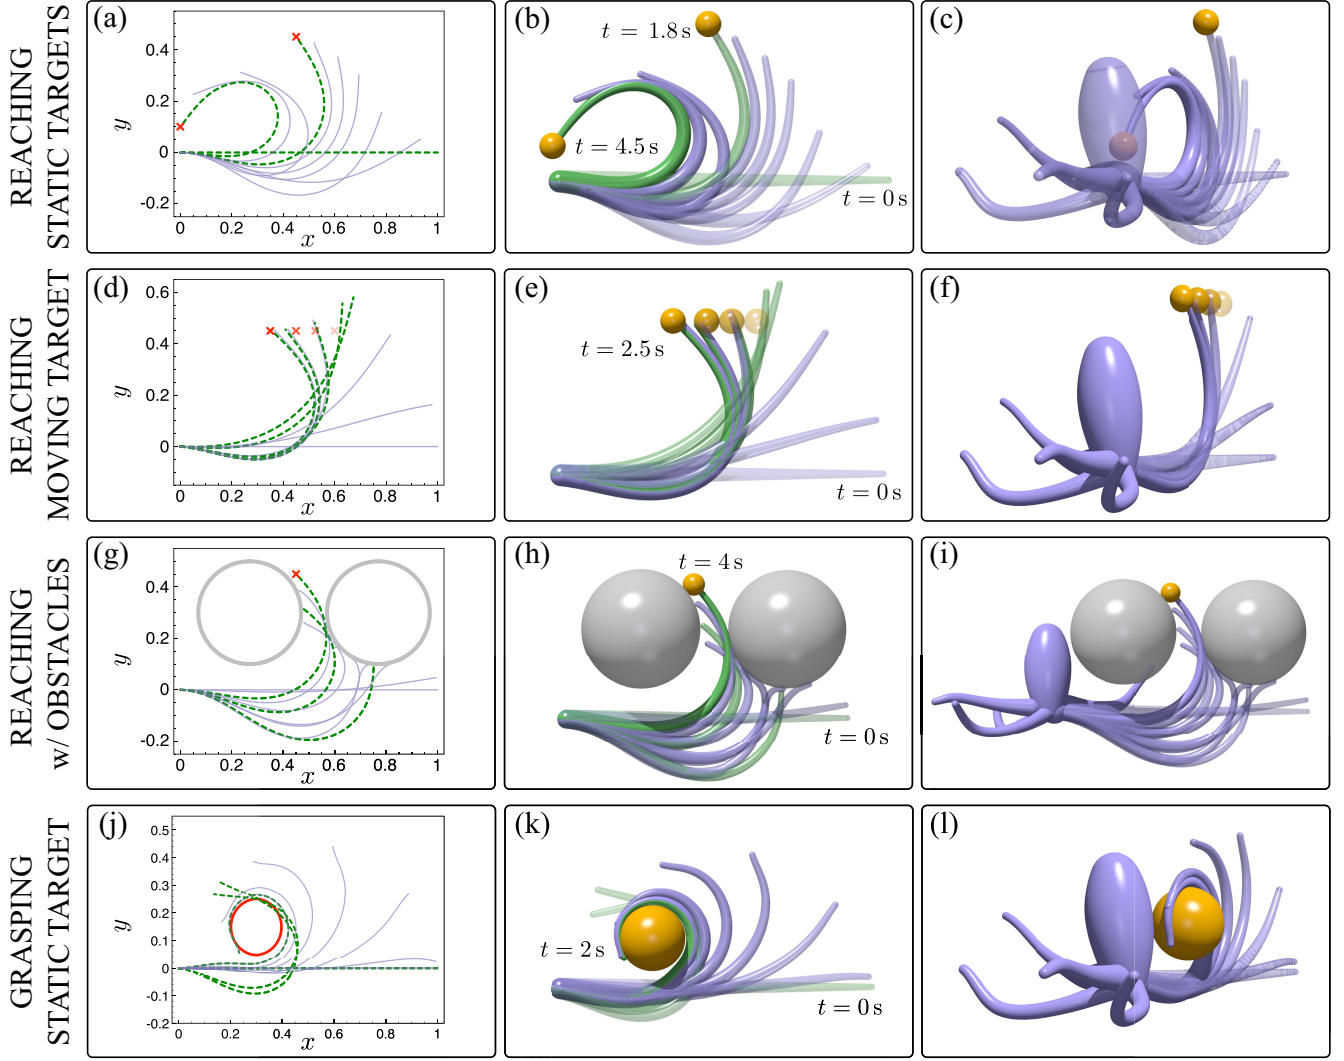 REACHING
STATIC TARGETS
(a)
0.4
0.2
0
-0.2
y
0
0.2
0.4
0.6
0.8
1
x
(b)
t = 1.8 s
t = 4.5 s
t = 0 s
(c)
REACHING
MOVING TARGET
(d)
0.6
0.4
0.2
0
y
0
0.2
0.4
0.6
0.8
1
x
(e)
t = 2.5 s
t = 0 s
(f)
REACHING
w/ OBSTACLES
(g)
0.4
0.2
0
-0.2
y
0
0.2
0.4
0.6
0.8
1
x
(h)
t = 4 s
t = 0 s
(i)
GRASPING
STATIC TARGET
(j)
0.5
0.4
0.3
0.2
0.1
0
-0.1
-0.2
y
0
0.2
0.4
0.6
0.8
1
x
(k)
t = 2 s
t = 0 s
(l)